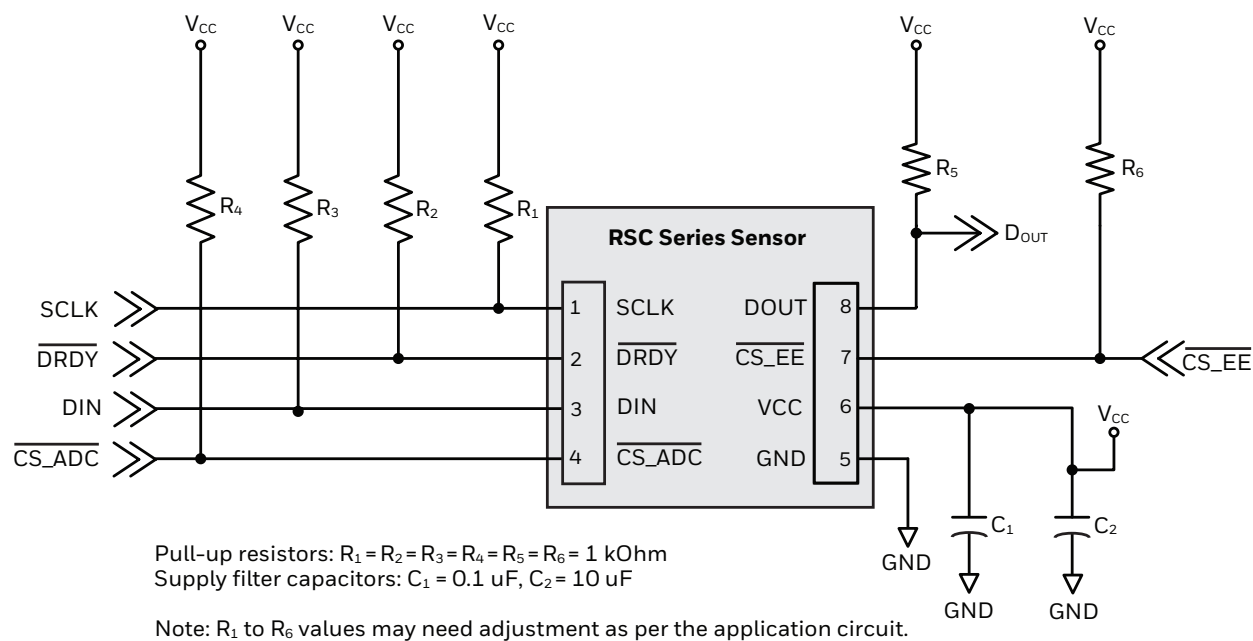 VCC VCC VCC VCC VCC VCC
R4 R3 R2 R1 R5 R6
RSC Series Sensor
DOUT
SCLK 1 SCLK DOUT 8
DRDY 2 DRDY CS_EE 7 CS_EE
DIN 3 DIN VCC 6
VCC
CS_ADC 4 CS_ADC GND 5
C1 C2
GND
GND GND
Pull-up resistors: R1 = R2 = R3 = R4 = R5 = R6 = 1 kOhm
Supply filter capacitors: C1 = 0.1 uF, C2 = 10 uF
Note: R1 to R6 values may need adjustment as per the application circuit.